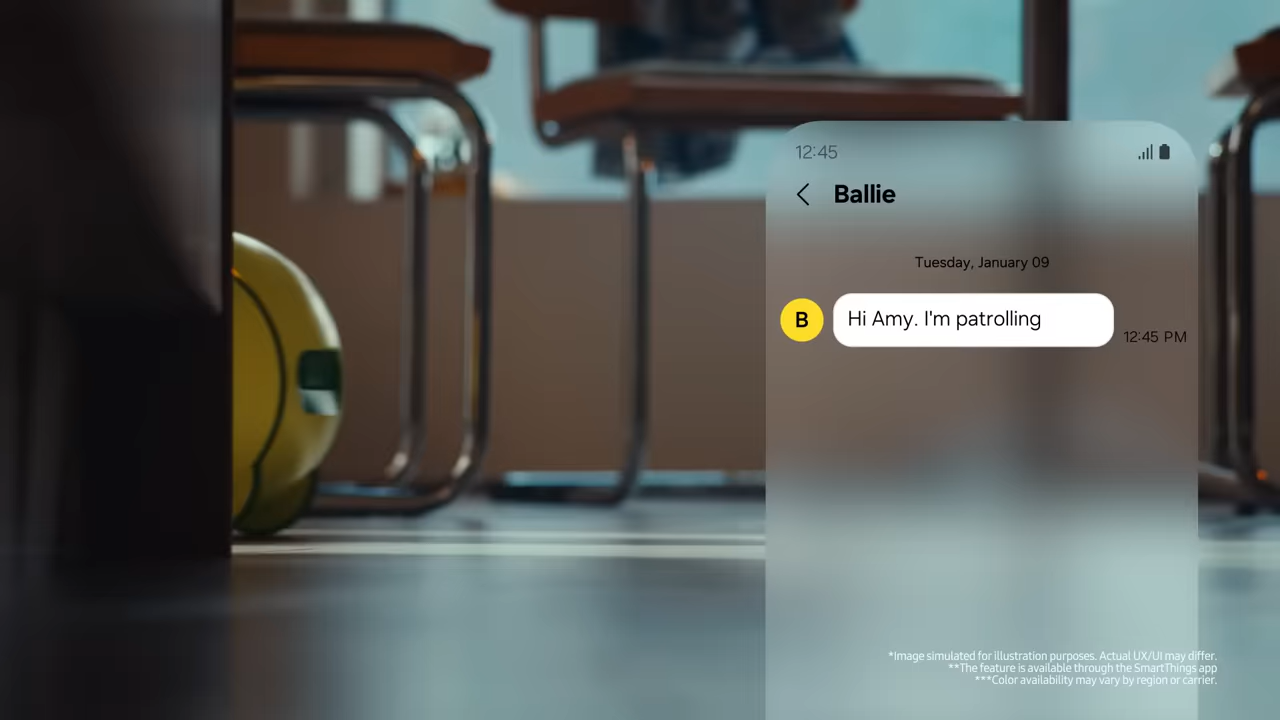 12:45
Ballie
Tuesday, January 09
B
Hi Amy. I'm patrolling
12:45 PM
*Image simulated for illustration purposes. Actual UX/UI may differ.
**The feature is available through the SmartThings app
***Color availability may vary by region or carrier.